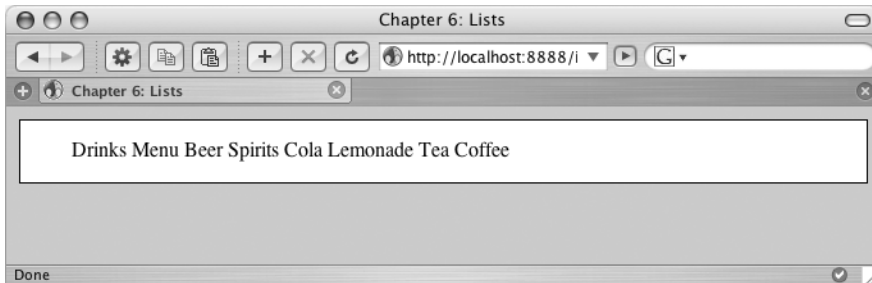 Chapter 6: Lists
http://localhost:8888/i
G
Chapter 6: Lists
Drinks Menu Beer Spirits Cola Lemonade Tea Coffee
Done